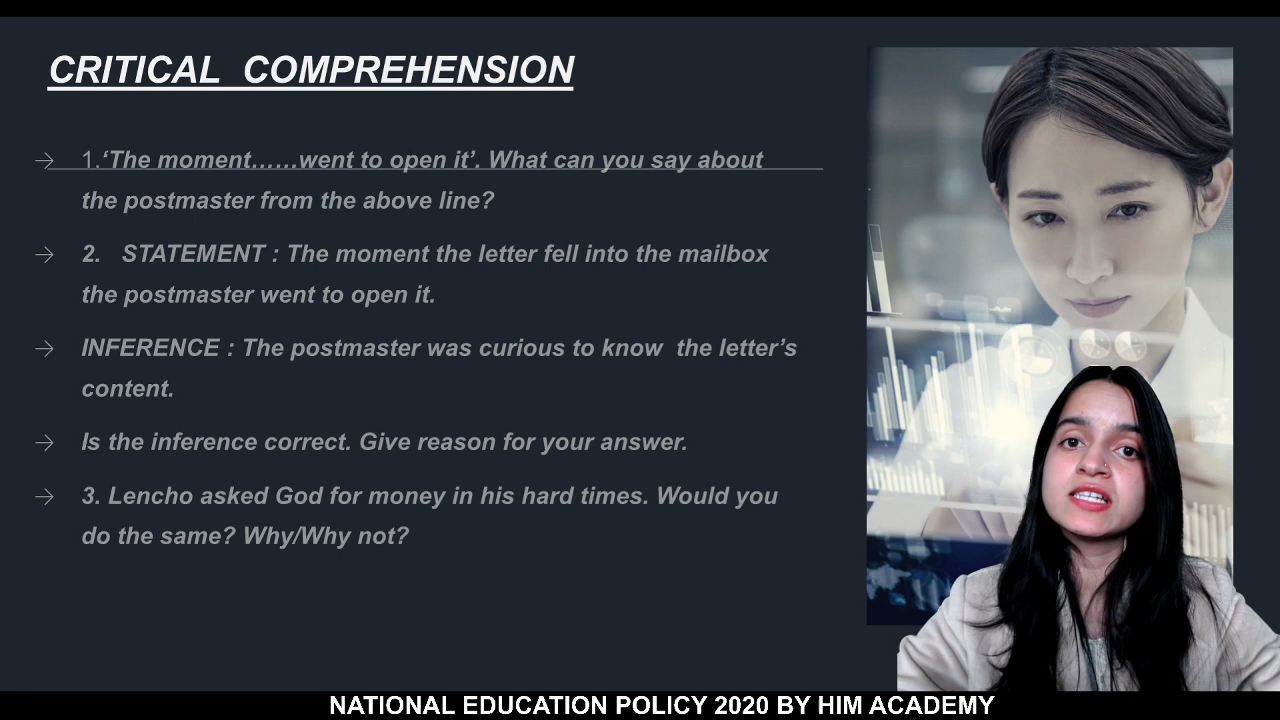 CRITICAL COMPREHENSION
→ 1.‘The moment……went to open it’. What can you say about
the postmaster from the above line?
→ 2. STATEMENT : The moment the letter fell into the mailbox
the postmaster went to open it.
→ INFERENCE : The postmaster was curious to know the letter’s
content.
→ Is the inference correct. Give reason for your answer.
→ 3. Lencho asked God for money in his hard times. Would you
do the same? Why/Why not?
NATIONAL EDUCATION POLICY 2020 BY HIM ACADEMY